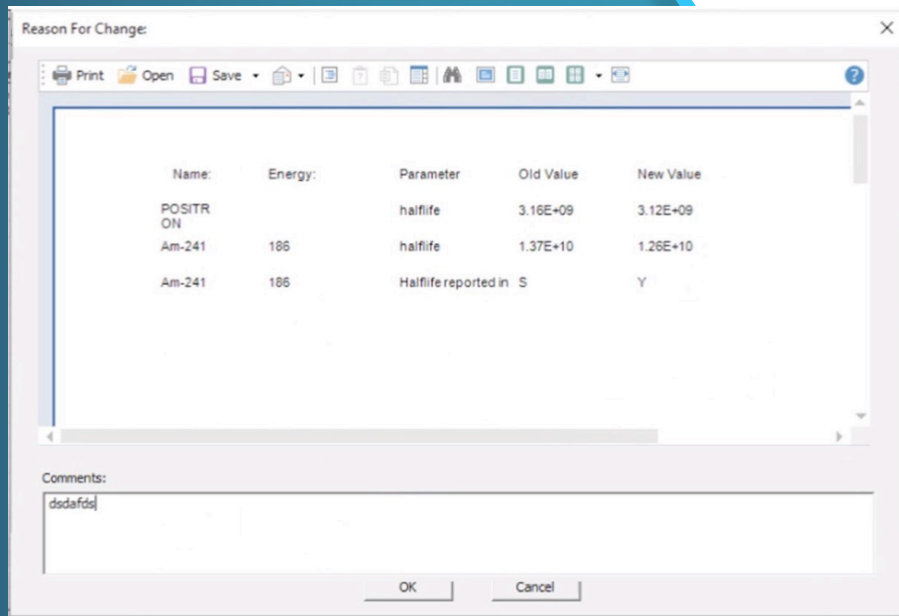 Reason For Change:
Print Open Save
Name: Energy: Parameter Old Value New Value
POSITR
ON halflife 3.16E+09 3.12E+09
Am-241 186 halflife 1.37E+10 1.26E+10
Am-241 186 Halflife reported in S Y
Comments:
dsdafds
OK Cancel